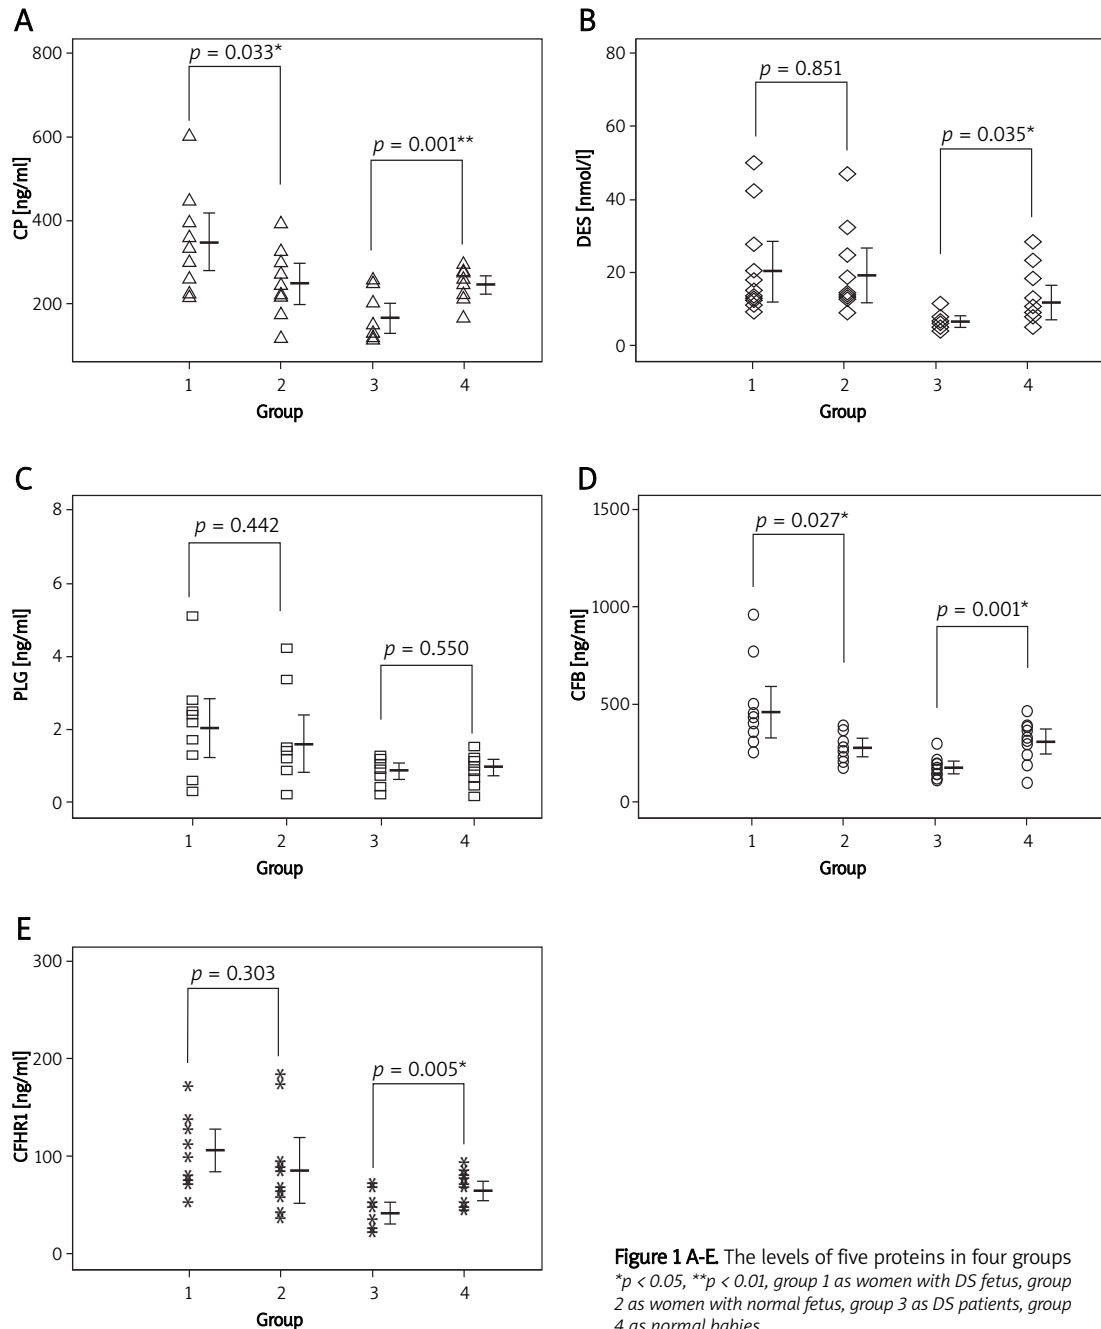 A
CP [ng/ml]
800
600
400
200
p = 0.033*
p = 0.001**
1 2 3 4
Group
B
DES [nmol/l]
80
60
40
20
0
p = 0.851
p = 0.035*
1 2 3 4
Group
C
PLG [ng/ml]
8
6
4
2
0
p = 0.442
p = 0.550
1 2 3 4
Group
D
CFB [ng/ml]
1500
1000
500
0
p = 0.027*
p = 0.001*
1 2 3 4
Group
E
CFHR1 [ng/ml]
300
200
100
0
p = 0.303
p = 0.005*
1 2 3 4
Group
Figure 1 A-E. The levels of five proteins in four groups
*p < 0.05, **p < 0.01, group 1 as women with DS fetus, group
2 as women with normal fetus, group 3 as DS patients, group
4 as normal babies